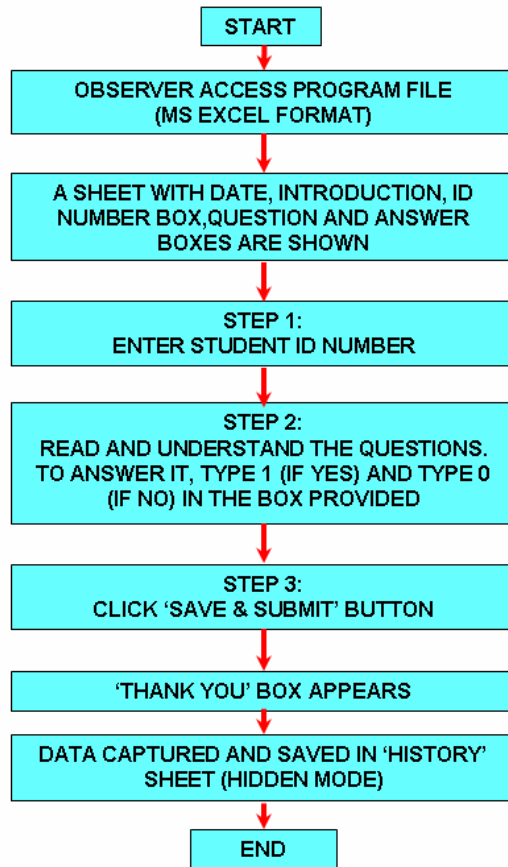 START
OBSERVER ACCESS PROGRAM FILE
(MS EXCEL FORMAT)
A SHEET WITH DATE, INTRODUCTION, ID
NUMBER BOX,QUESTION AND ANSWER
BOXES ARE SHOWN
STEP 1:
ENTER STUDENT ID NUMBER
STEP 2:
READ AND UNDERSTAND THE QUESTIONS.
TO ANSWER IT, TYPE 1 (IF YES) AND TYPE 0
(IF NO) IN THE BOX PROVIDED
STEP 3:
CLICK ‘SAVE & SUBMIT’ BUTTON
‘THANK YOU’ BOX APPEARS
DATA CAPTURED AND SAVED IN ‘HISTORY’
SHEET (HIDDEN MODE)
END